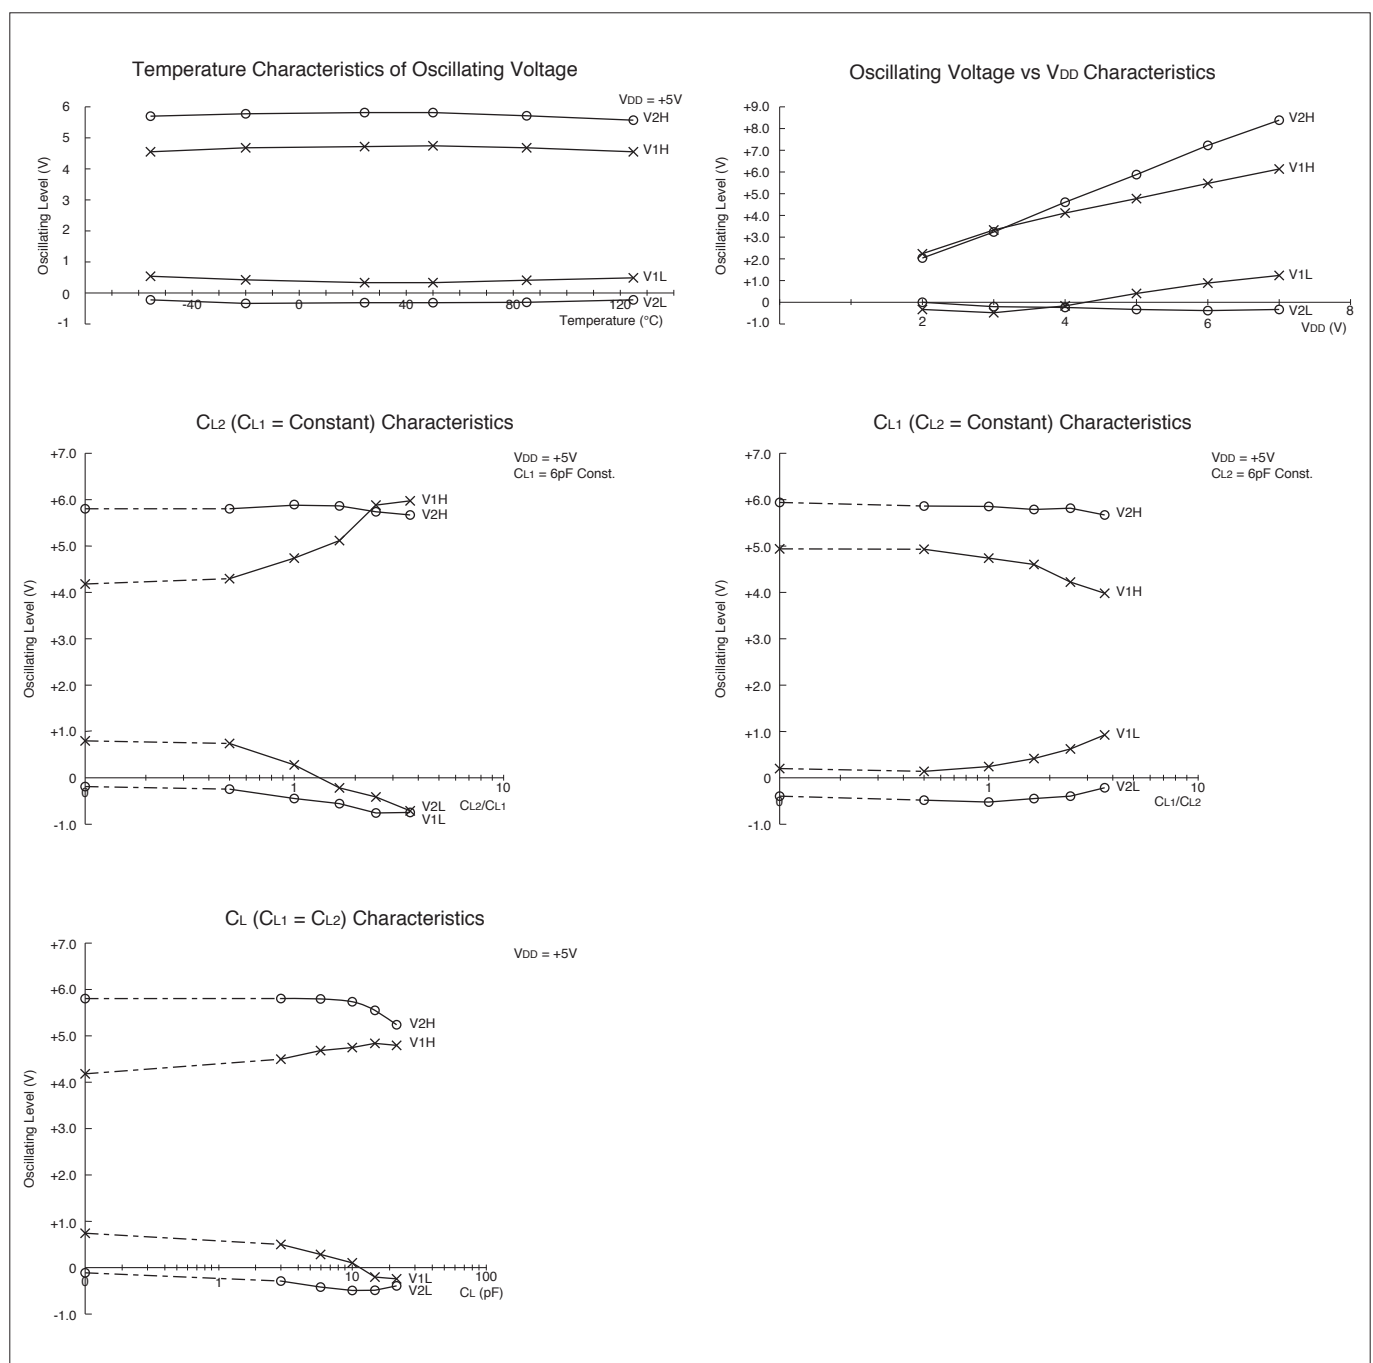 Temperature Characteristics of Oscillating Voltage
VDD = +5V
Oscillating Level (V)
6
5
4
3
2
1
0
-1
V2H
V1H
V1L
V2L
-40
0
40
80
120
Temperature (°C)
Oscillating Voltage vs VDD Characteristics
Oscillating Level (V)
+9.0
+8.0
+7.0
+6.0
+5.0
+4.0
+3.0
+2.0
+1.0
0
-1.0
V2H
V1H
V1L
V2L
2
4
6
8
VDD (V)
CL2 (CL1 = Constant) Characteristics
VDD = +5V
CL1 = 6pF Const.
Oscillating Level (V)
+7.0
+6.0
+5.0
+4.0
+3.0
+2.0
+1.0
0
-1.0
V1H
V2H
V2L
V1L
0
1
10
CL2/CL1
CL1 (CL2 = Constant) Characteristics
VDD = +5V
CL2 = 6pF Const.
Oscillating Level (V)
+7.0
+6.0
+5.0
+4.0
+3.0
+2.0
+1.0
0
-1.0
V2H
V1H
V1L
V2L
0
1
10
CL1/CL2
CL (CL1 = CL2) Characteristics
VDD = +5V
Oscillating Level (V)
+7.0
+6.0
+5.0
+4.0
+3.0
+2.0
+1.0
0
-1.0
V2H
V1H
V1L
V2L
0
1
10
100
CL (pF)